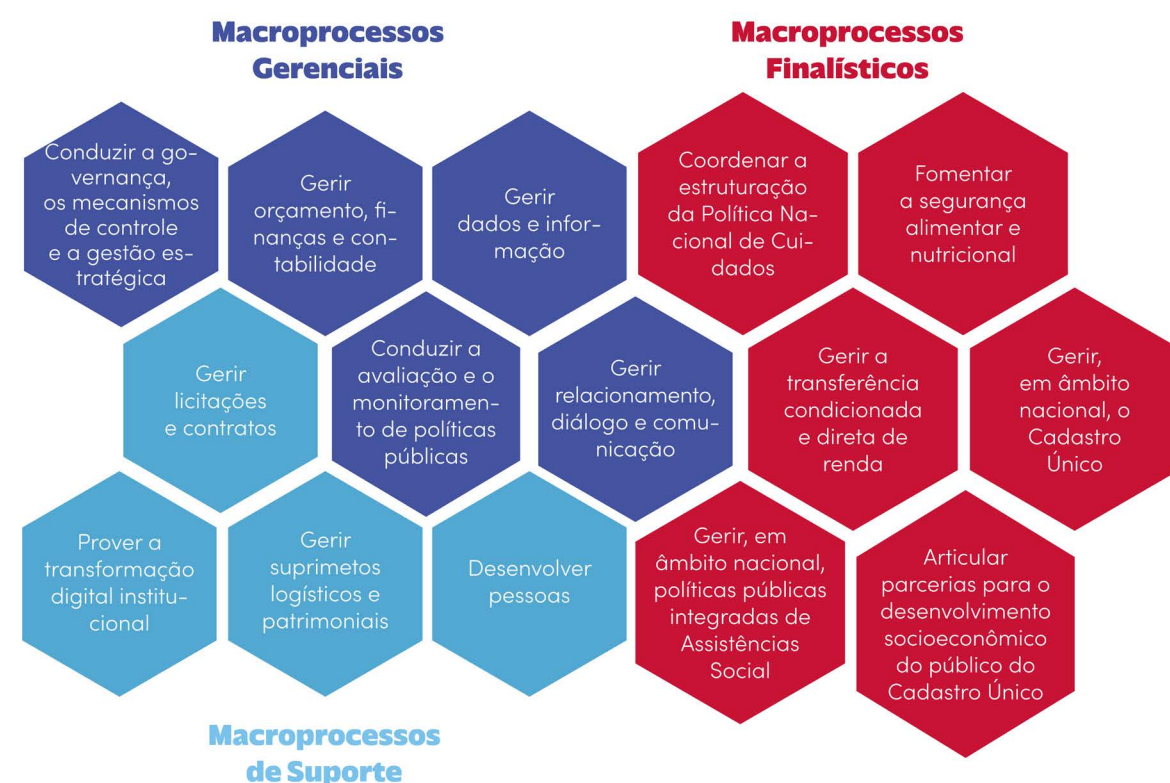 Macroprocessos
Gerenciais
Conduzir a go-
vernança,
os mecanismos
de controle
e a gestão es-
tratégica
Gerir
orçamento, fi-
nanças e con-
tabilidade
Gerir
dados e infor-
mação
Conduzir a
avaliação e o
monitoramen-
to de políticas
públicas
Gerir
relacionamento,
diálogo e comu-
nicação
Macroprocessos
Finalísticos
Coordenar a
estruturação
da Política Na-
cional de Cui-
dados
Fomentar
a segurança
alimentar e
nutricional
Gerir a
transferência
condicionada
e direta de
renda
Gerir,
em âmbito
nacional, o
Cadastro
Único
Gerir, em
âmbito nacional,
políticas públicas
integradas de
Assistências
Social
Articular
parcerias para o
desenvolvimento
socioeconômico
do público do
Cadastro Único
Gerir
licitações
e contratos
Prover a
transformação
digital institu-
cional
Gerir
suprimetos
logísticos e
patrimoniais
Desenvolver
pessoas
Macroprocessos
de Suporte